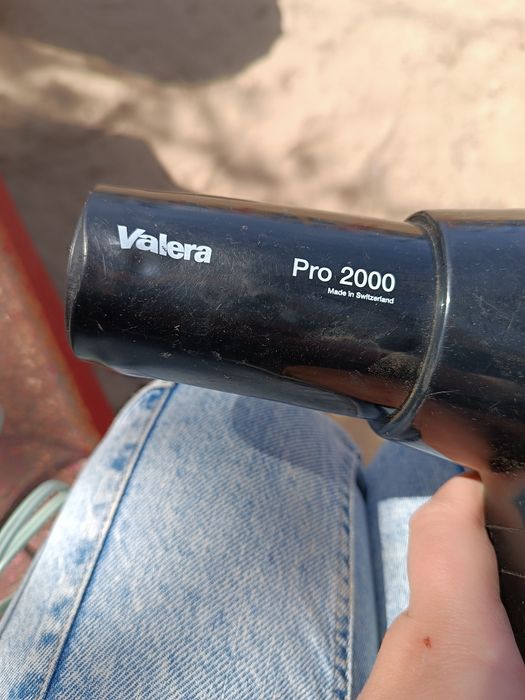 Valera
Pro 2000
Made in Switzerland